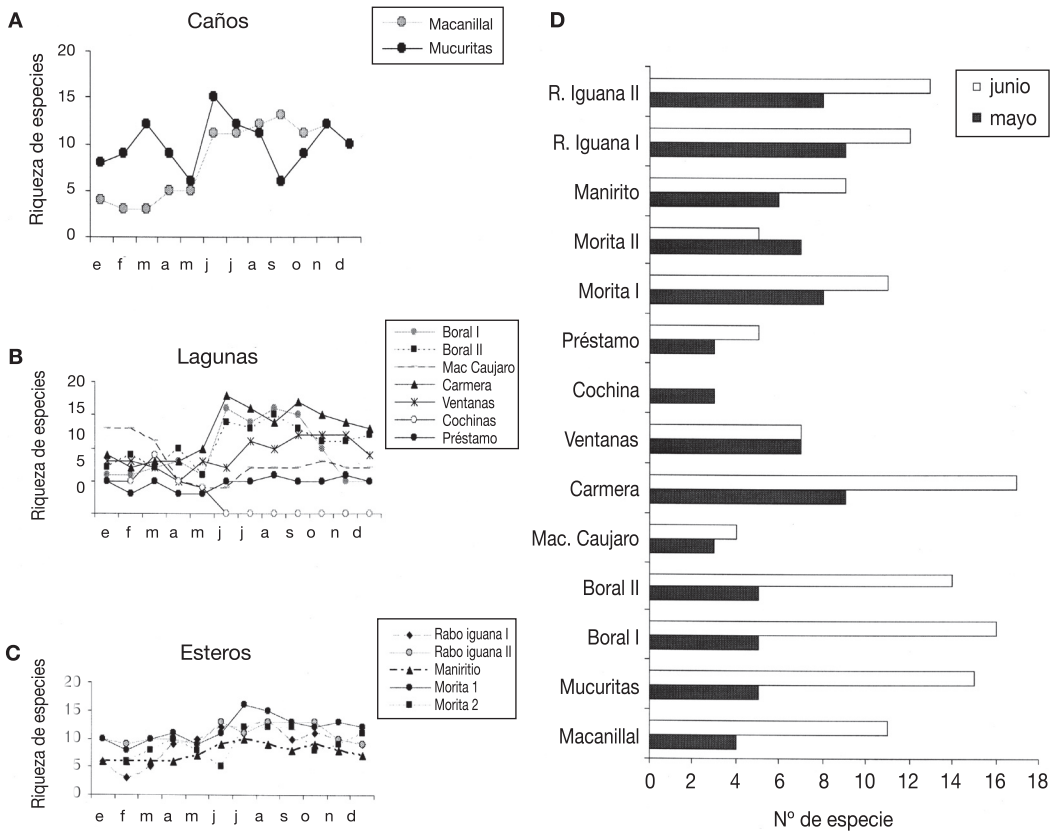 A
Caños
Macanillal
Mucuritas
Riqueza de especies
20
15
10
5
0
e f m a m j j a s o n d
B
Lagunas
Boral I
Boral II
Mac Caujaro
Carmera
Ventanas
Cochinas
Préstamo
Riqueza de especies
20
15
10
5
0
e f m a m j j a s o n d
C
Esteros
Rabo iguana I
Rabo iguana II
Maniritio
Morita 1
Morita 2
Riqueza de especies
20
15
10
5
0
e f m a m j j a s o n d
D
junio
mayo
R. Iguana II
R. Iguana I
Manirito
Morita II
Morita I
Préstamo
Cochina
Ventanas
Carmera
Mac. Caujaro
Boral II
Boral I
Mucuritas
Macanillal
0 2 4 6 8 10 12 14 16 18
Nº de especie